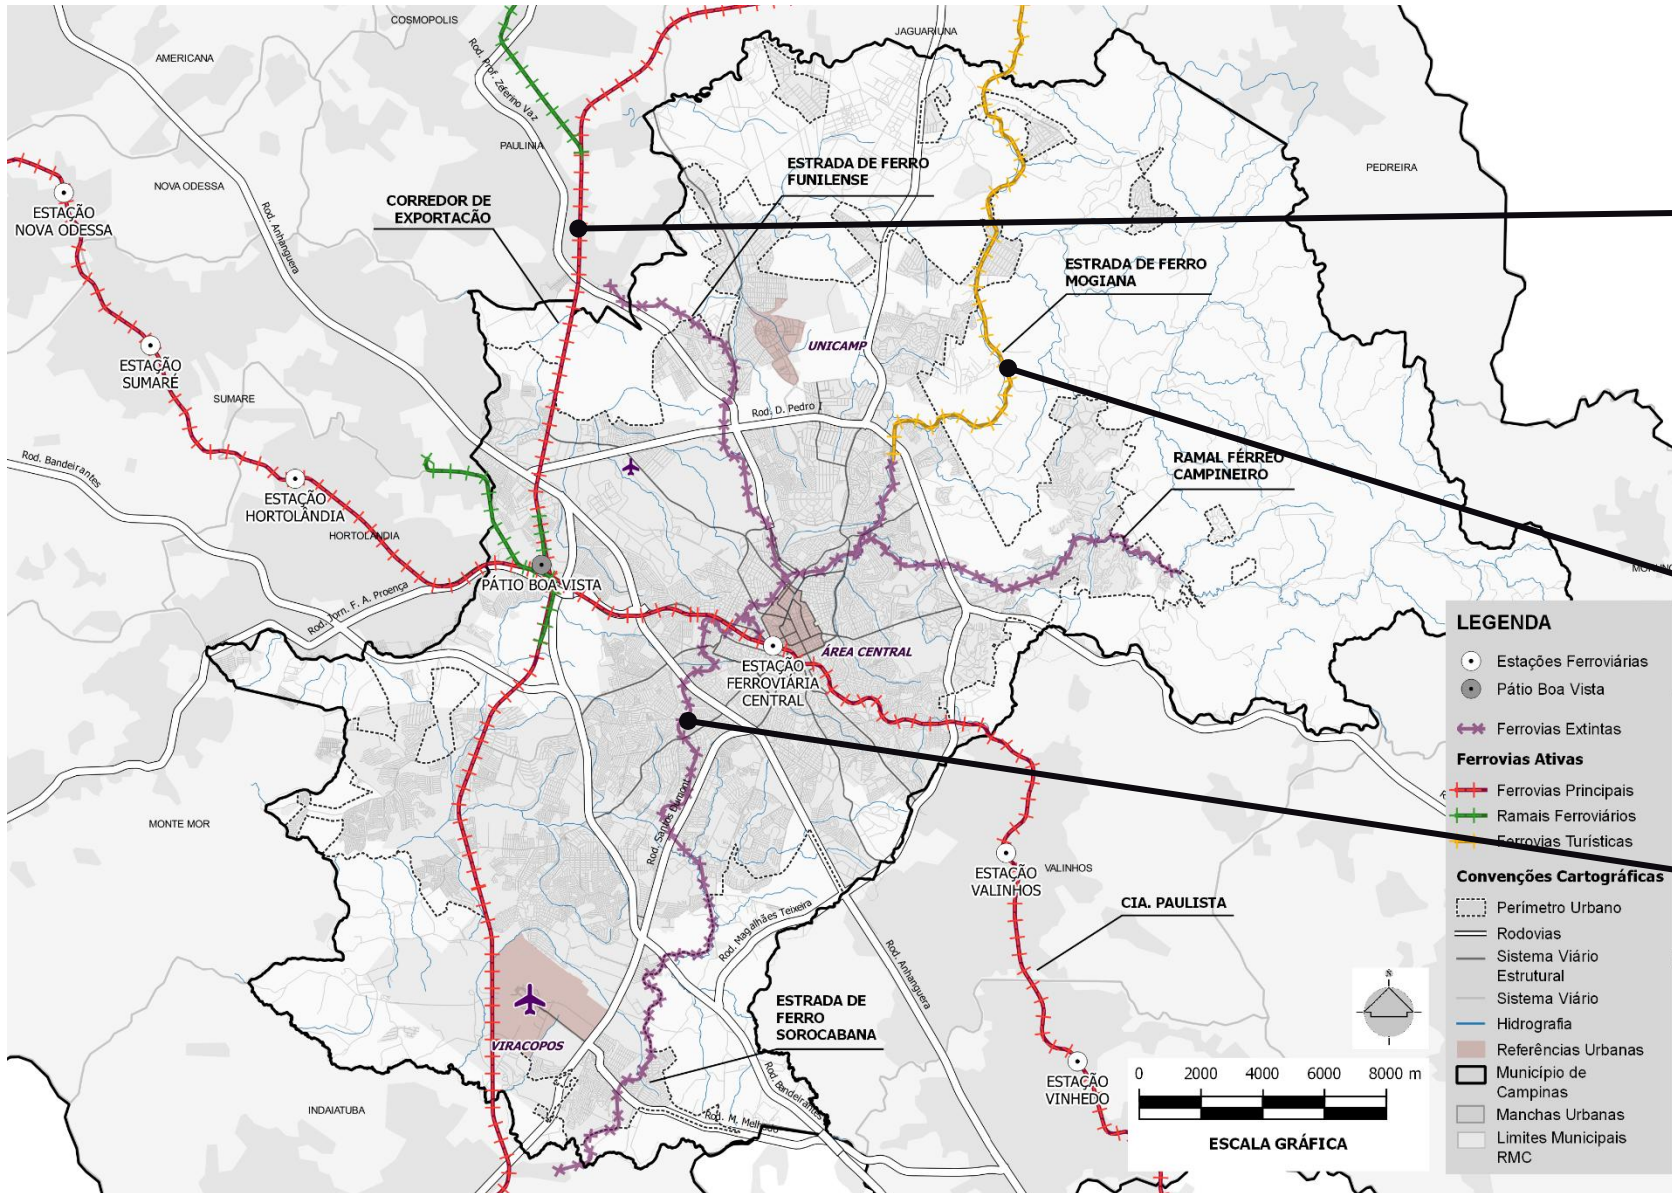 COSMOPOLIS
AMERICANA
Rod. Prof. Zeferino Vaz
JAGUARIUNA
PAULINIA
PEDREIRA
NOVA ODESSA
ESTAÇÃO
NOVA ODESSA
Rod. Anhanguera
CORREDOR DE
EXPORTAÇÃO
ESTRADA DE FERRO
FUNILENSE
ESTRADA DE FERRO
MOGIANA
UNICAMP
ESTAÇÃO
SUMARÉ
SUMARE
Rod. D. Pedro I
Rod. Bandeirantes
RAMAL FÉRREO
CAMPINEIRO
ESTAÇÃO
HORTOLÂNDIA
HORTOLANDIA
PÁTIO BOA VISTA
Rod. Jorn. F. A. Proença
ESTAÇÃO
FERROVIÁRIA
CENTRAL
ÁREA CENTRAL
MONTE MOR
Rod. Santos Dumont
ESTAÇÃO
VALINHOS
VALINHOS
CIA. PAULISTA
Rod. Magalhães Teixeira
Rod. Anhanguera
VIRACOPOS
ESTRADA DE
FERRO
SOROCABANA
Rod. Bandeirantes
Rod. M. Melhado
INDAIATUBA
ESTAÇÃO
VINHEDO
N
0 2000 4000 6000 8000 m
ESCALA GRÁFICA
LEGENDA
Estações Ferroviárias
Pátio Boa Vista
Ferrovias Extintas
Ferrovias Ativas
Ferrovias Principais
Ramais Ferroviários
Ferrovias Turísticas
Convenções Cartográficas
Perímetro Urbano
Rodovias
Sistema Viário
Estrutural
Sistema Viário
Hidrografia
Referências Urbanas
Município de
Campinas
Manchas Urbanas
Limites Municipais
RMC